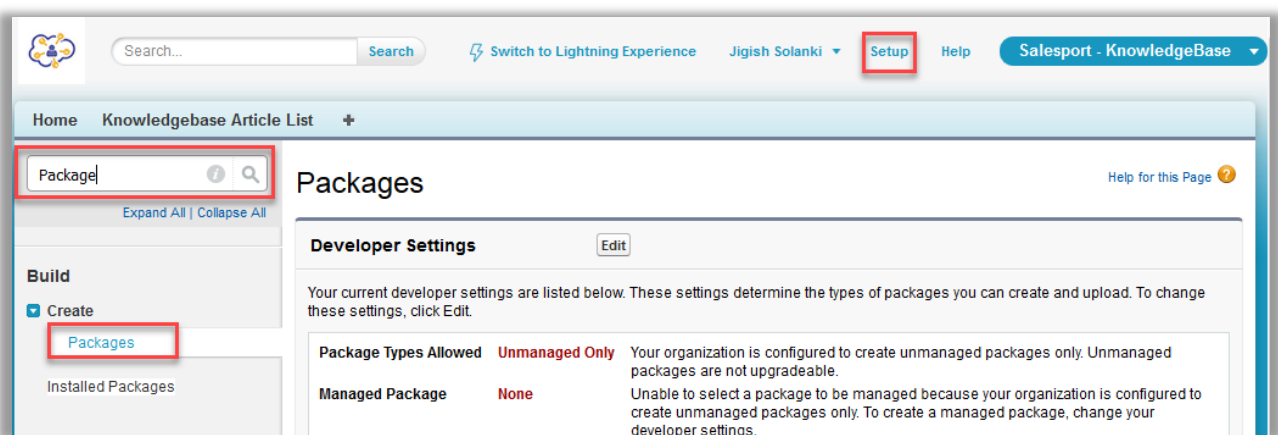 Search... Search Switch to Lightning Experience Jigish Solanki Setup Help Salesport - KnowledgeBase
Home Knowledgebase Article List +
Package
Expand All | Collapse All
Build
Create
Packages
Installed Packages
Packages
Help for this Page ?
Developer Settings Edit
Your current developer settings are listed below. These settings determine the types of packages you can create and upload. To change
these settings, click Edit.
Package Types Allowed Unmanaged Only Your organization is configured to create unmanaged packages only. Unmanaged
packages are not upgradeable.
Managed Package None Unable to select a package to be managed because your organization is configured to
create unmanaged packages only. To create a managed package, change your
developer settings.